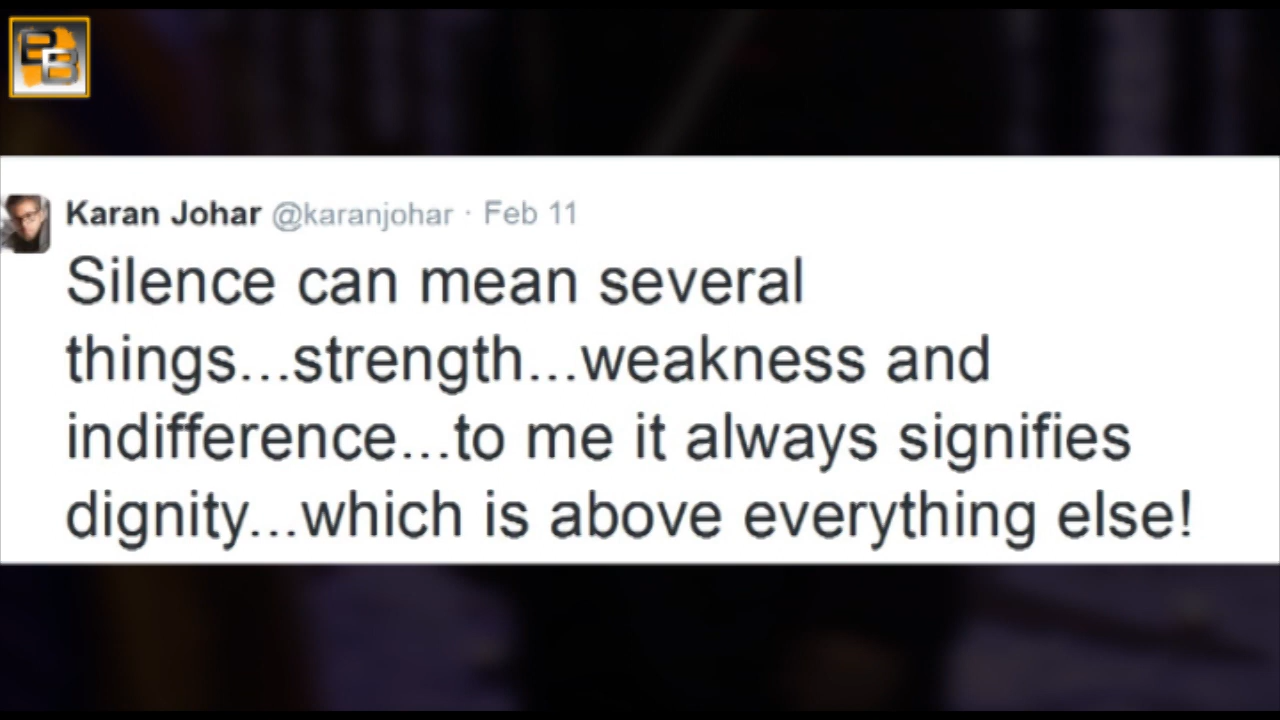 BB
Karan Johar @karanjohar · Feb 11
Silence can mean several
things...strength...weakness and
indifference...to me it always signifies
dignity...which is above everything else!